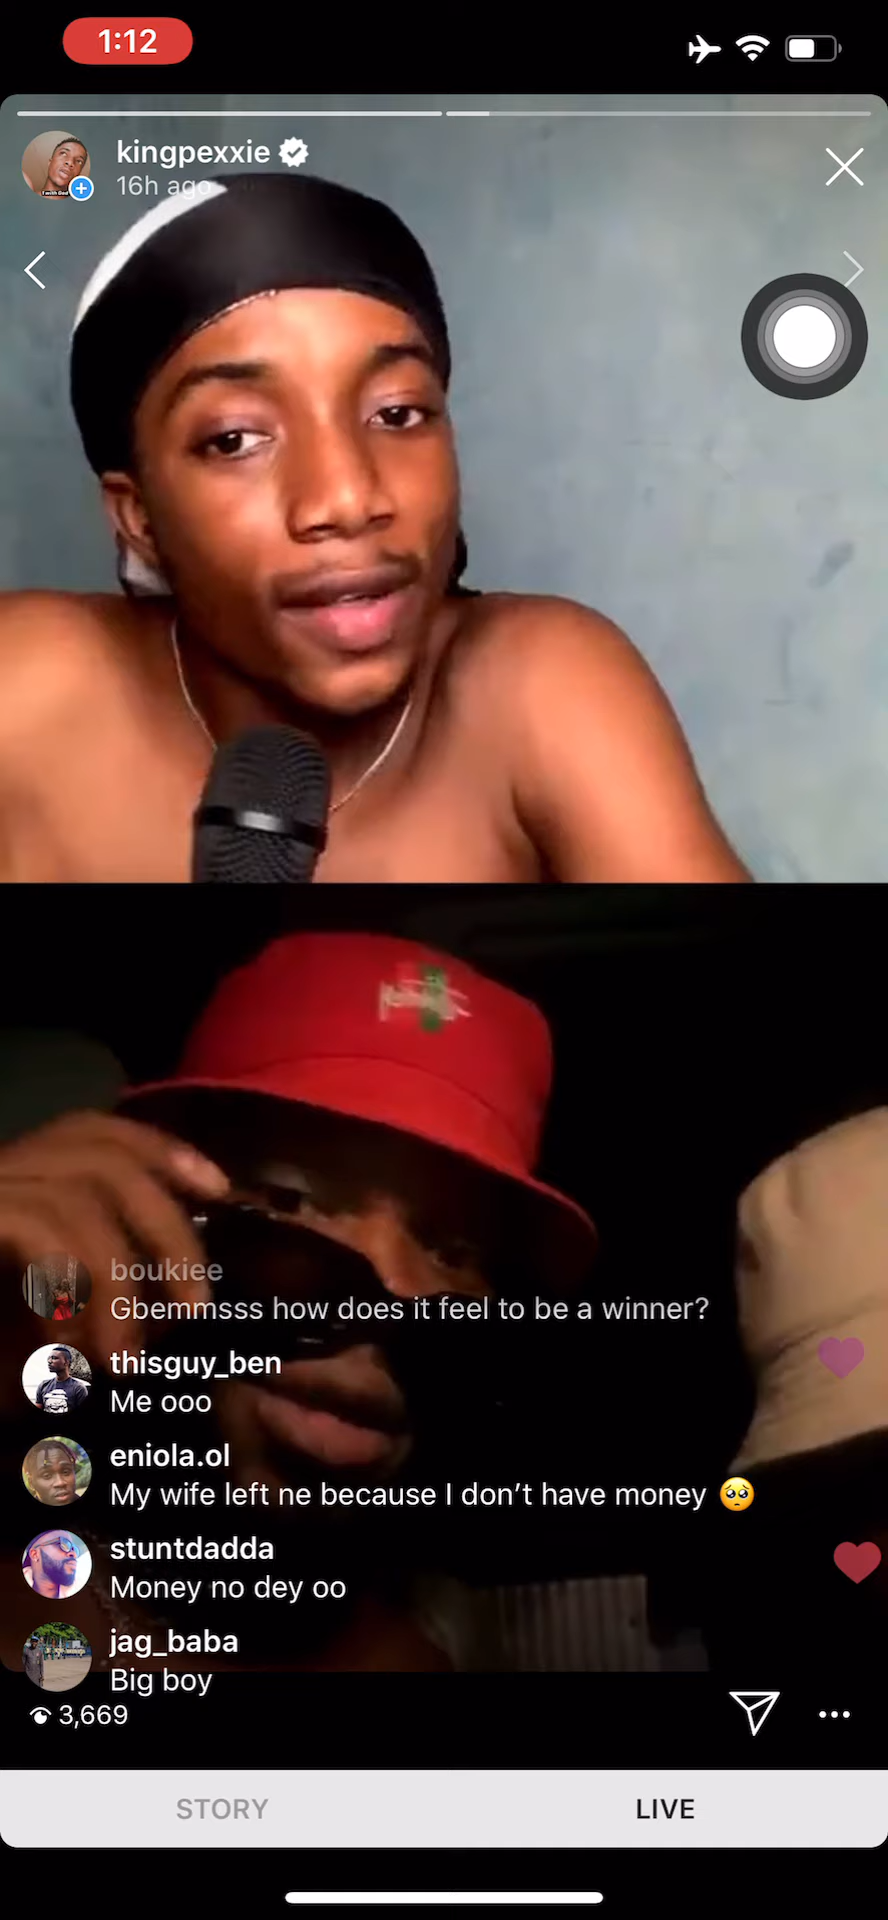 1:12
kingpexxie
16h ago
boukiee
Gbemmsss how does it feel to be a winner?
thisguy_ben
Me ooo
eniola.ol
My wife left ne because I don't have money 🥺
stuntdadda
Money no dey oo
jag_baba
Big boy
3,669
STORY
LIVE